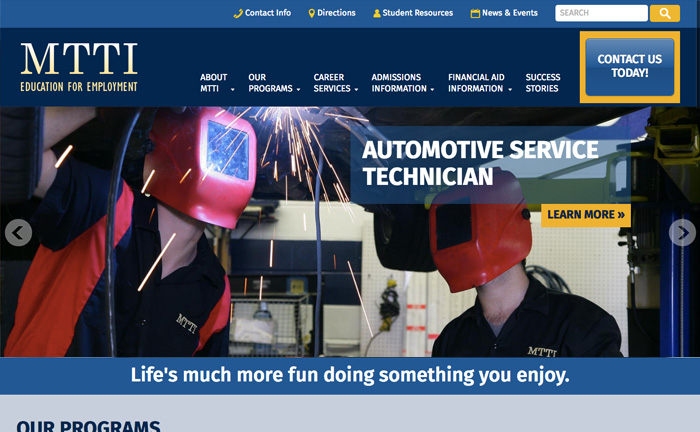 Contact Info Directions Student Resources News & Events SEARCH
MTTI
EDUCATION FOR EMPLOYMENT
ABOUT
MTTI
OUR
PROGRAMS
CAREER
SERVICES
ADMISSIONS
INFORMATION
FINANCIAL AID
INFORMATION
SUCCESS
STORIES
CONTACT US
TODAY!
AUTOMOTIVE SERVICE
TECHNICIAN
LEARN MORE »
MTTI
MTTI
Life's much more fun doing something you enjoy.
OUR PROGRAMS